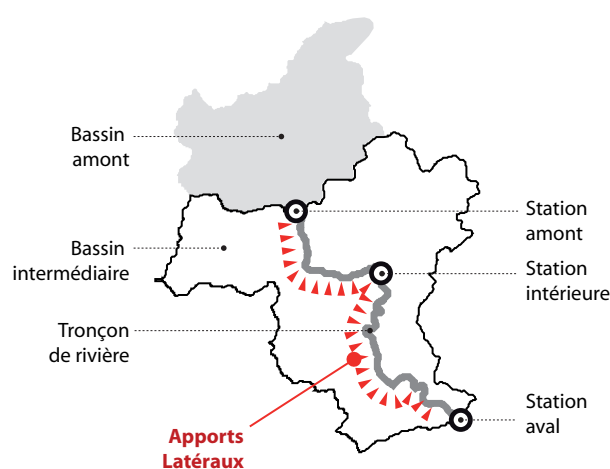 Bassin
amont
Bassin
intermédiaire
Tronçon
de rivière
Apports
Latéraux
Station
amont
Station
intérieure
Station
aval